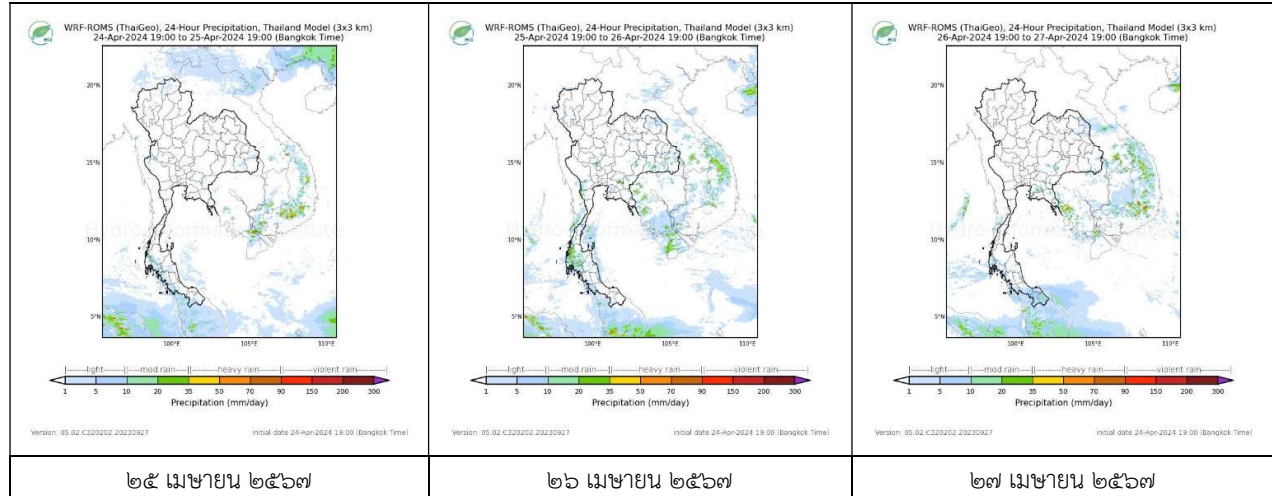 WRF-ROMS (ThaiGeo), 24-Hour Precipitation, Thailand Model (3x3 km)
24-Apr-2024 19:00 to 25-Apr-2024 19:00 (Bangkok Time)
20°N
15°N
10°N
5°N
100°E 105°E 110°E
Hydro Informatics Institute
light mod rain heavy rain violent rain
1 5 10 20 35 50 70 90 150 200 300
Precipitation (mm/day)
Version: 05.02.C320202.20230927 initial date 24-Apr-2024 19:00 (Bangkok Time)
๒๕ เมษายน ๒๕๖๗
WRF-ROMS (ThaiGeo), 24-Hour Precipitation, Thailand Model (3x3 km)
25-Apr-2024 19:00 to 26-Apr-2024 19:00 (Bangkok Time)
20°N
15°N
10°N
5°N
100°E 105°E 110°E
Hydro Informatics Institute
light mod rain heavy rain violent rain
1 5 10 20 35 50 70 90 150 200 300
Precipitation (mm/day)
Version: 05.02.C320202.20230927 initial date 24-Apr-2024 19:00 (Bangkok Time)
๒๖ เมษายน ๒๕๖๗
WRF-ROMS (ThaiGeo), 24-Hour Precipitation, Thailand Model (3x3 km)
26-Apr-2024 19:00 to 27-Apr-2024 19:00 (Bangkok Time)
20°N
15°N
10°N
5°N
100°E 105°E 110°E
Hydro Informatics Institute
light mod rain heavy rain violent rain
1 5 10 20 35 50 70 90 150 200 300
Precipitation (mm/day)
Version: 05.02.C320202.20230927 initial date 24-Apr-2024 19:00 (Bangkok Time)
๒๗ เมษายน ๒๕๖๗